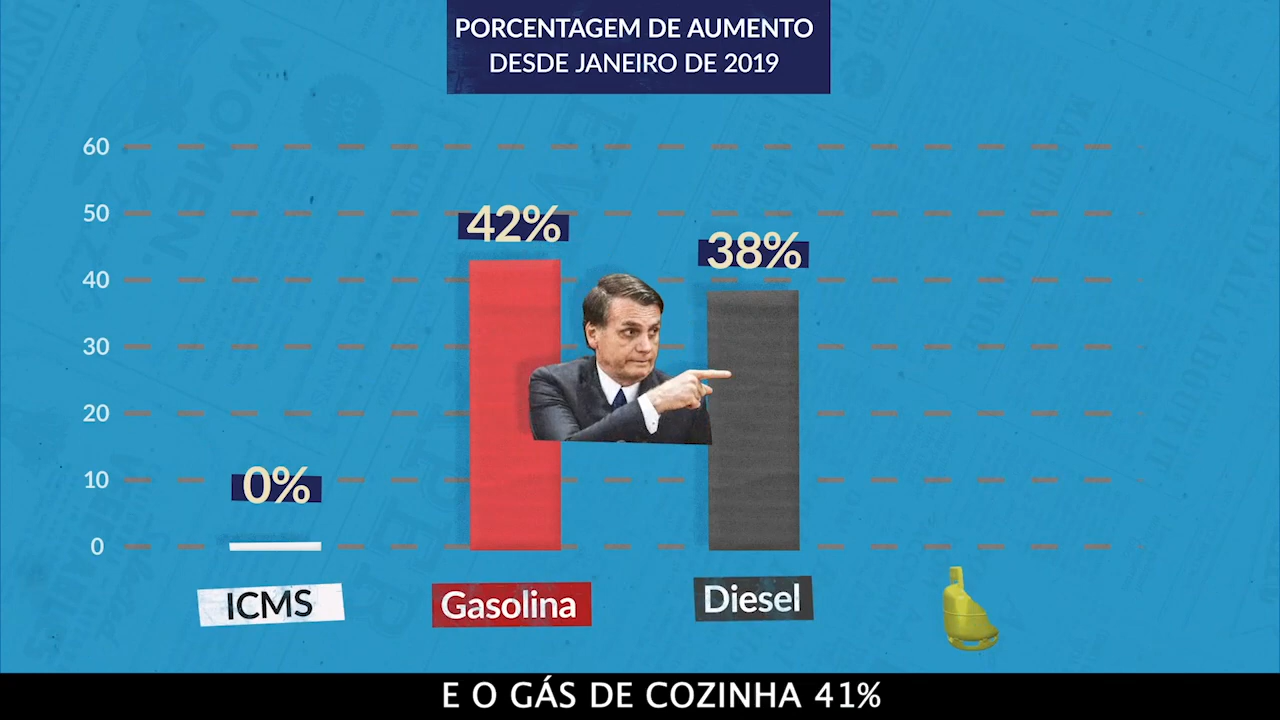 PORCENTAGEM DE AUMENTO
DESDE JANEIRO DE 2019
60
50
42%
38%
40
30
20
10
0%
0
ICMS
Gasolina
Diesel
E O GÁS DE COZINHA 41%